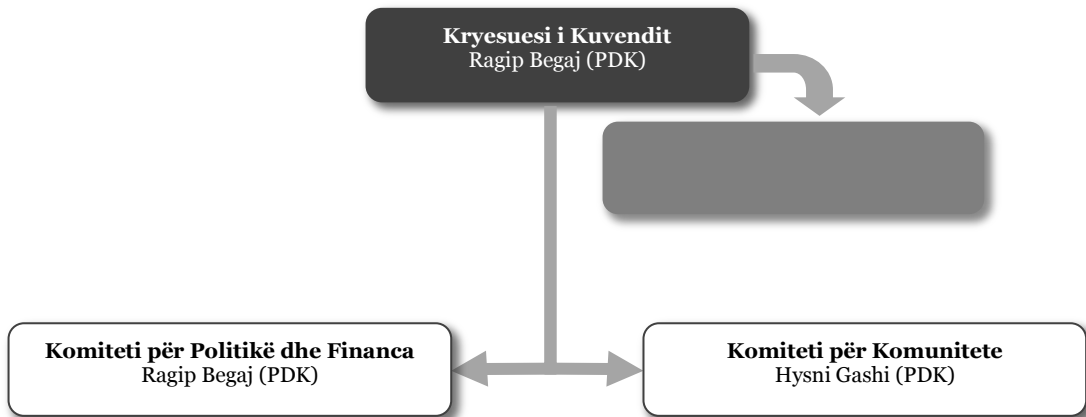 Kryesuesi i Kuvendit
Ragip Begaj (PDK)
Komiteti për Politikë dhe Financa
Ragip Begaj (PDK)
Komiteti për Komunitete
Hysni Gashi (PDK)